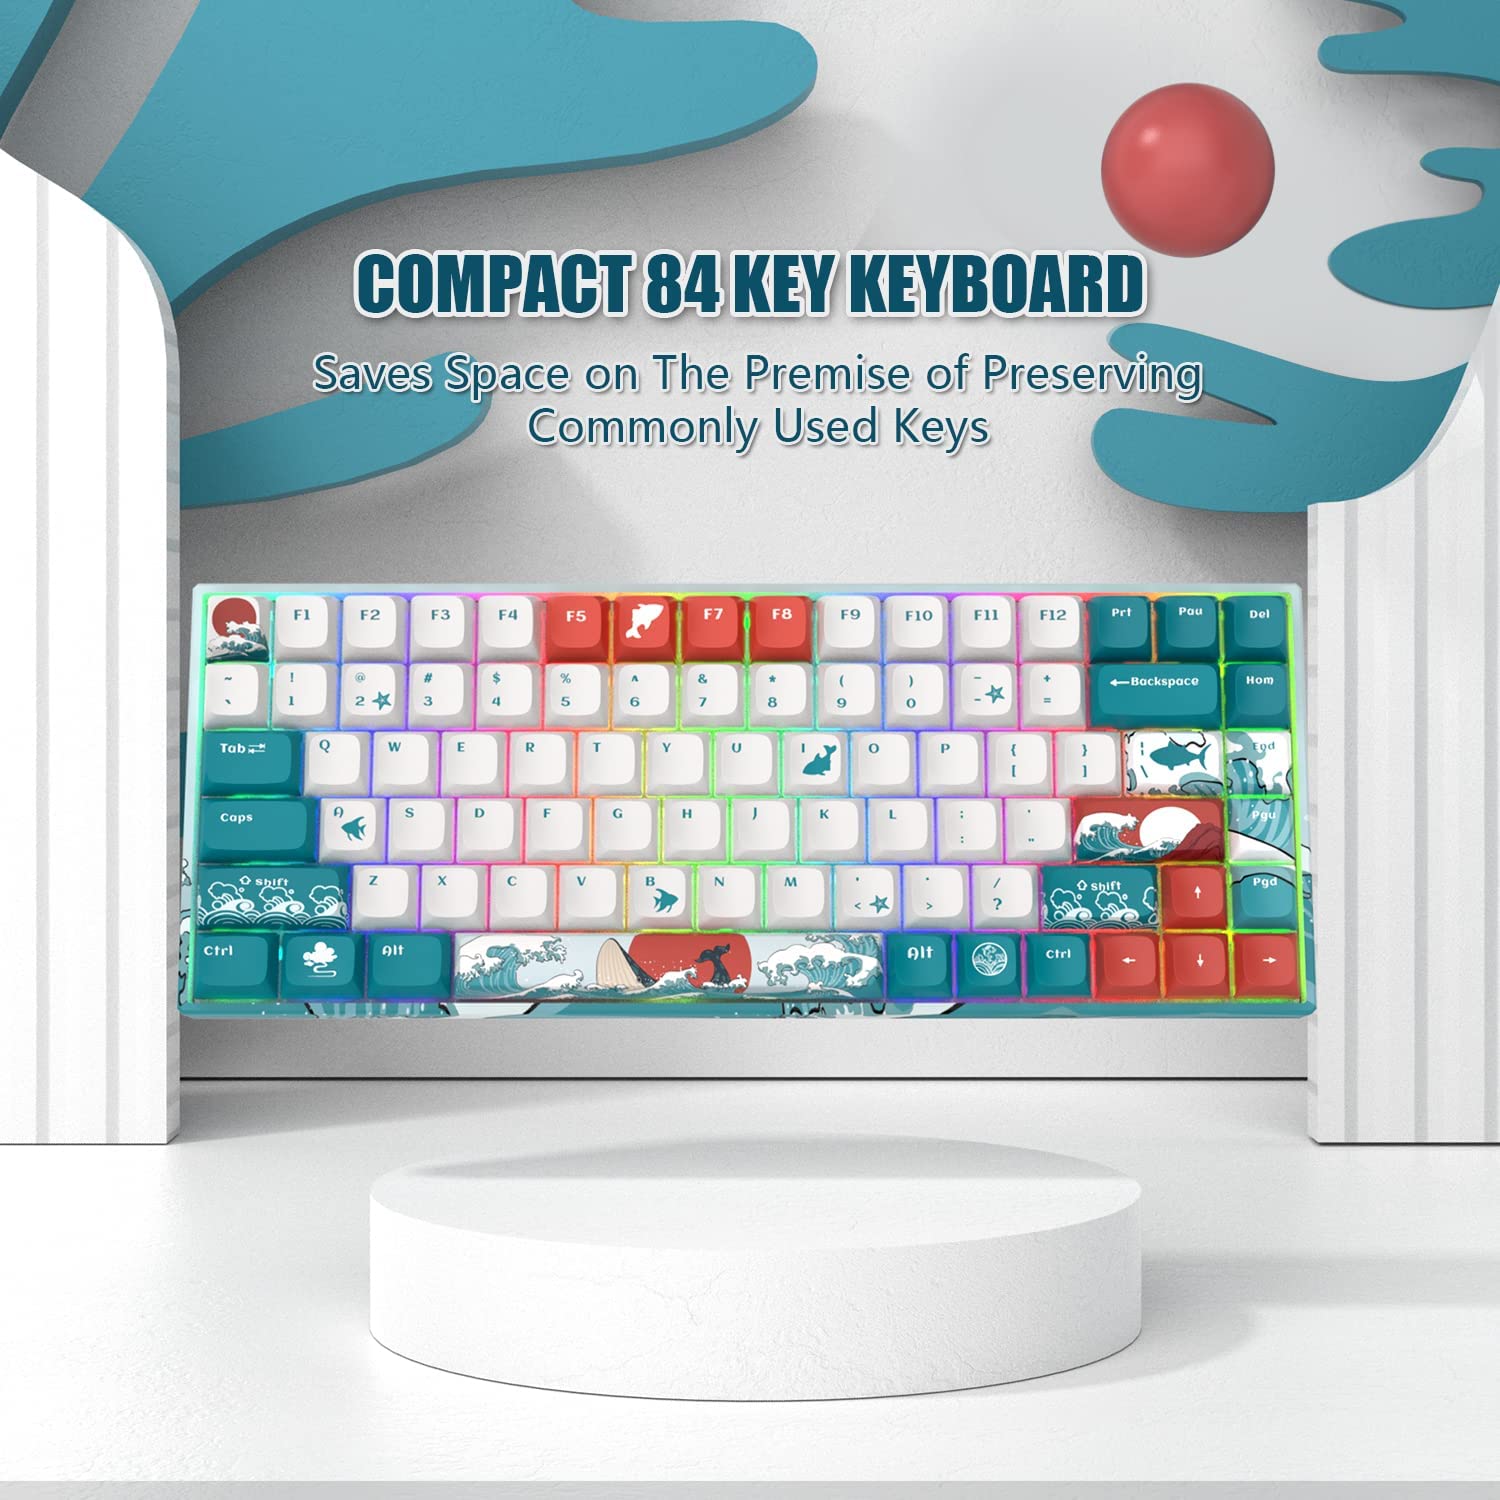 COMPACT 84 KEY KEYBOARD
Saves Space on The Premise of Preserving
Commonly Used Keys
F1 F2 F3 F4 F5 F7 F8 F9 F10 F11 F12 Prt Pau Del
~ ! @ # $ % ^ & * ( ) - + ←Backspace Hom
` 1 2 3 4 5 6 7 8 9 0 - =
Tab Q W E R T Y U I O P { } End
[ ]
Caps A S D F G H J K L : ' Pgu
; "
Shift Z X C V B N M ' · / Shift ↑ Pgd
< > ?
Ctrl Alt Alt Ctrl ← ↓ →